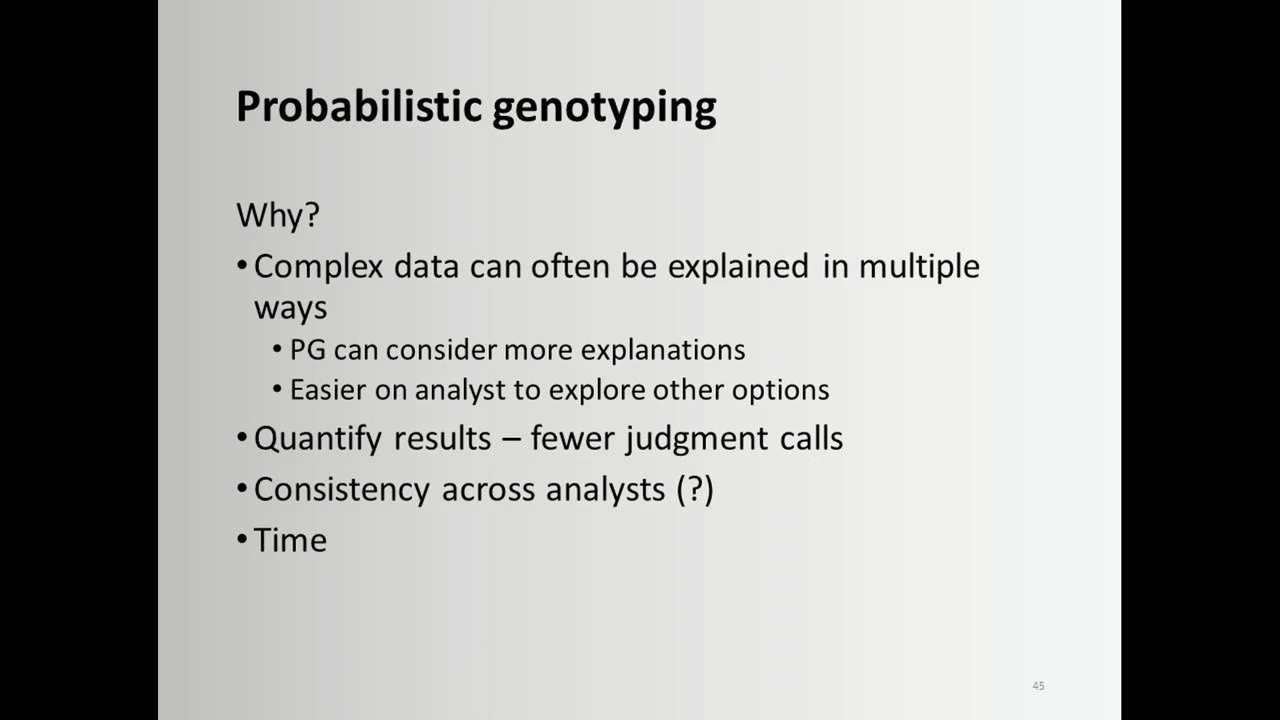 Probabilistic genotyping
Why?
• Complex data can often be explained in multiple
ways
• PG can consider more explanations
• Easier on analyst to explore other options
• Quantify results – fewer judgment calls
• Consistency across analysts (?)
• Time
45